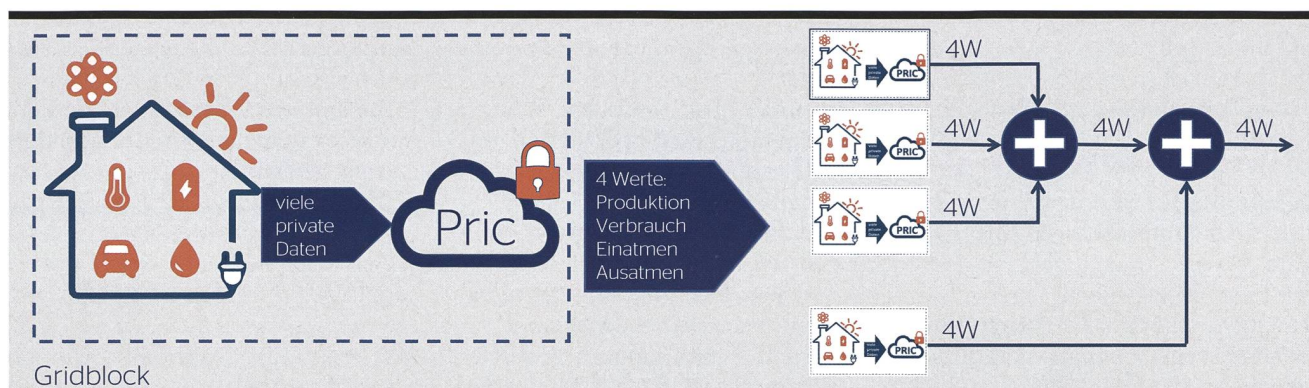 viele
private
Daten
Pric
4 Werte:
Produktion
Verbrauch
Einatmen
Ausatmen
Gridblock
PRIC
4W
PRIC
4W
PRIC
4W
4W
4W
PRIC
4W